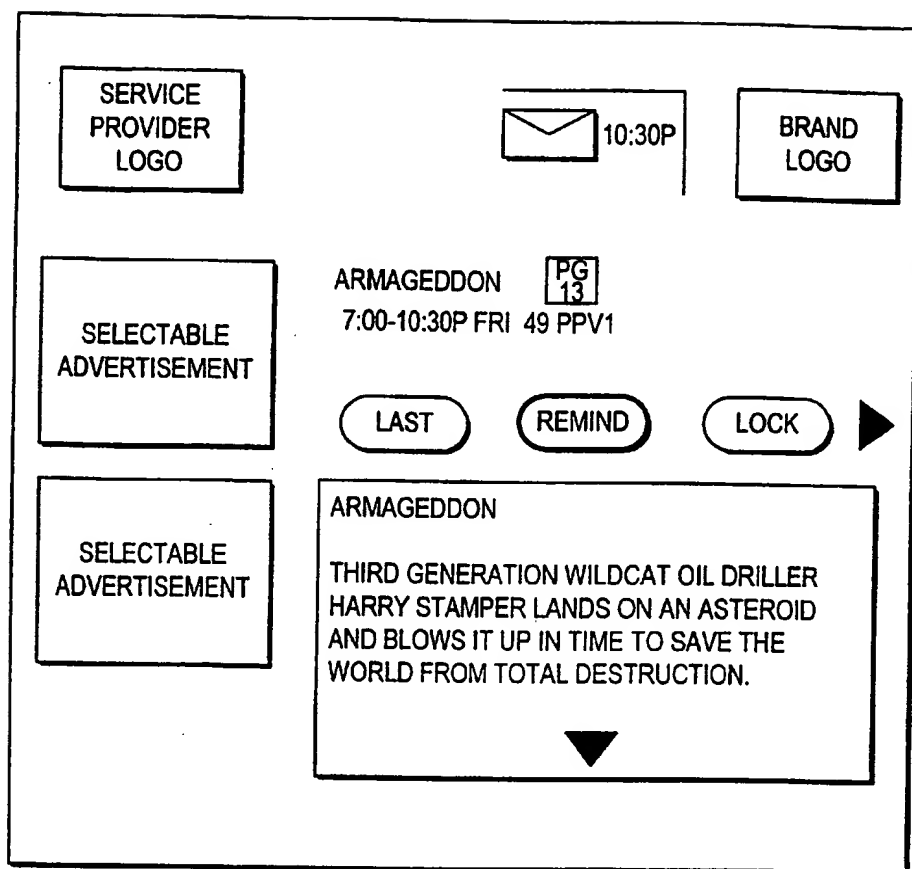 SERVICE
PROVIDER
LOGO
10:30P
BRAND
LOGO
SELECTABLE
ADVERTISEMENT
ARMAGEDDON PG
13
7:00-10:30P FRI 49 PPV1
LAST REMIND LOCK
SELECTABLE
ADVERTISEMENT
ARMAGEDDON
THIRD GENERATION WILDCAT OIL DRILLER
HARRY STAMPER LANDS ON AN ASTEROID
AND BLOWS IT UP IN TIME TO SAVE THE
WORLD FROM TOTAL DESTRUCTION.